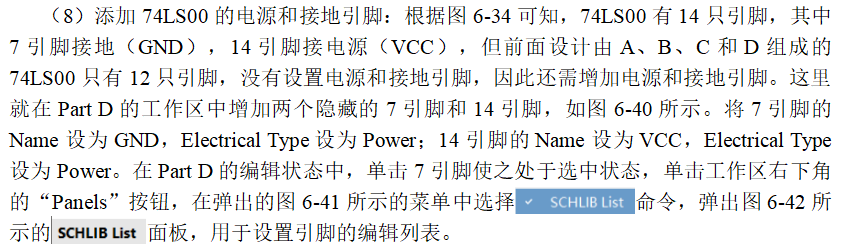 （8）添加 74LS00 的电源和接地引脚：根据图 6-34 可知，74LS00 有 14 只引脚，其中
7 引脚接地（GND），14 引脚接电源（VCC），但前面设计由 A、B、C 和 D 组成的
74LS00 只有 12 只引脚，没有设置电源和接地引脚，因此还需增加电源和接地引脚。这里
就在 Part D 的工作区中增加两个隐藏的 7 引脚和 14 引脚，如图 6-40 所示。将 7 引脚的
Name 设为 GND，Electrical Type 设为 Power；14 引脚的 Name 设为 VCC，Electrical Type
设为 Power。在 Part D 的编辑状态中，单击 7 引脚使之处于选中状态，单击工作区右下角
的“Panels”按钮，在弹出的图 6-41 所示的菜单中选择 ✓ SCHLIB List 命令，弹出图 6-42 所
示的 SCHLIB List 面板，用于设置引脚的编辑列表。